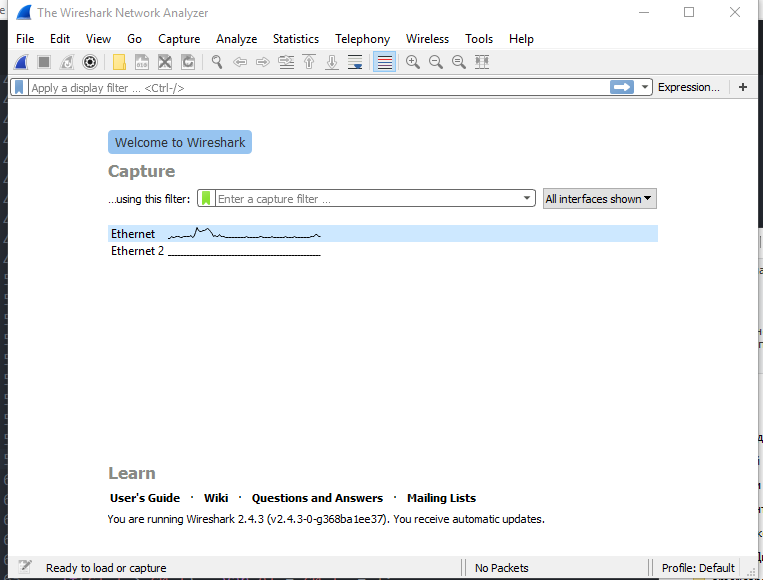 The Wireshark Network Analyzer
File Edit View Go Capture Analyze Statistics Telephony Wireless Tools Help
Apply a display filter ... <Ctrl-/> Expression... +
Welcome to Wireshark
Capture
...using this filter: Enter a capture filter ... All interfaces shown
Ethernet
Ethernet 2
Learn
User's Guide · Wiki · Questions and Answers · Mailing Lists
You are running Wireshark 2.4.3 (v2.4.3-0-g368ba1ee37). You receive automatic updates.
Ready to load or capture No Packets Profile: Default